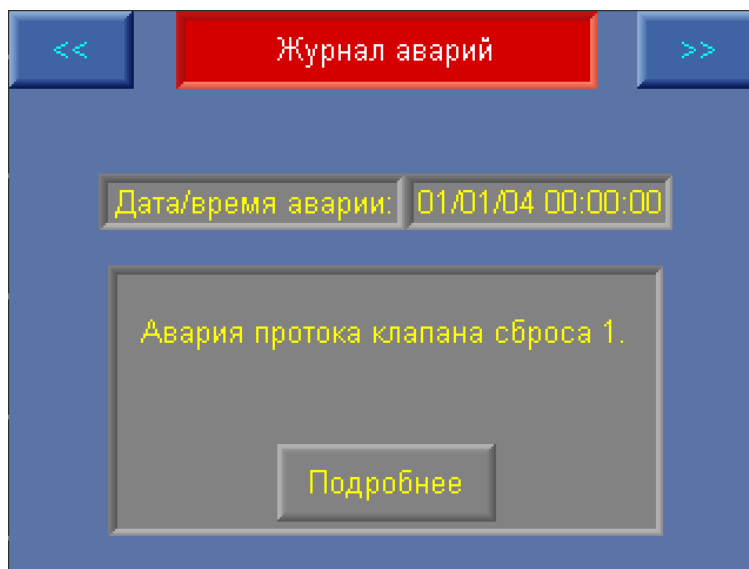 << Журнал аварий >>
Дата/время аварии: 01/01/04 00:00:00
Авария протока клапана сброса 1.
Подробнее